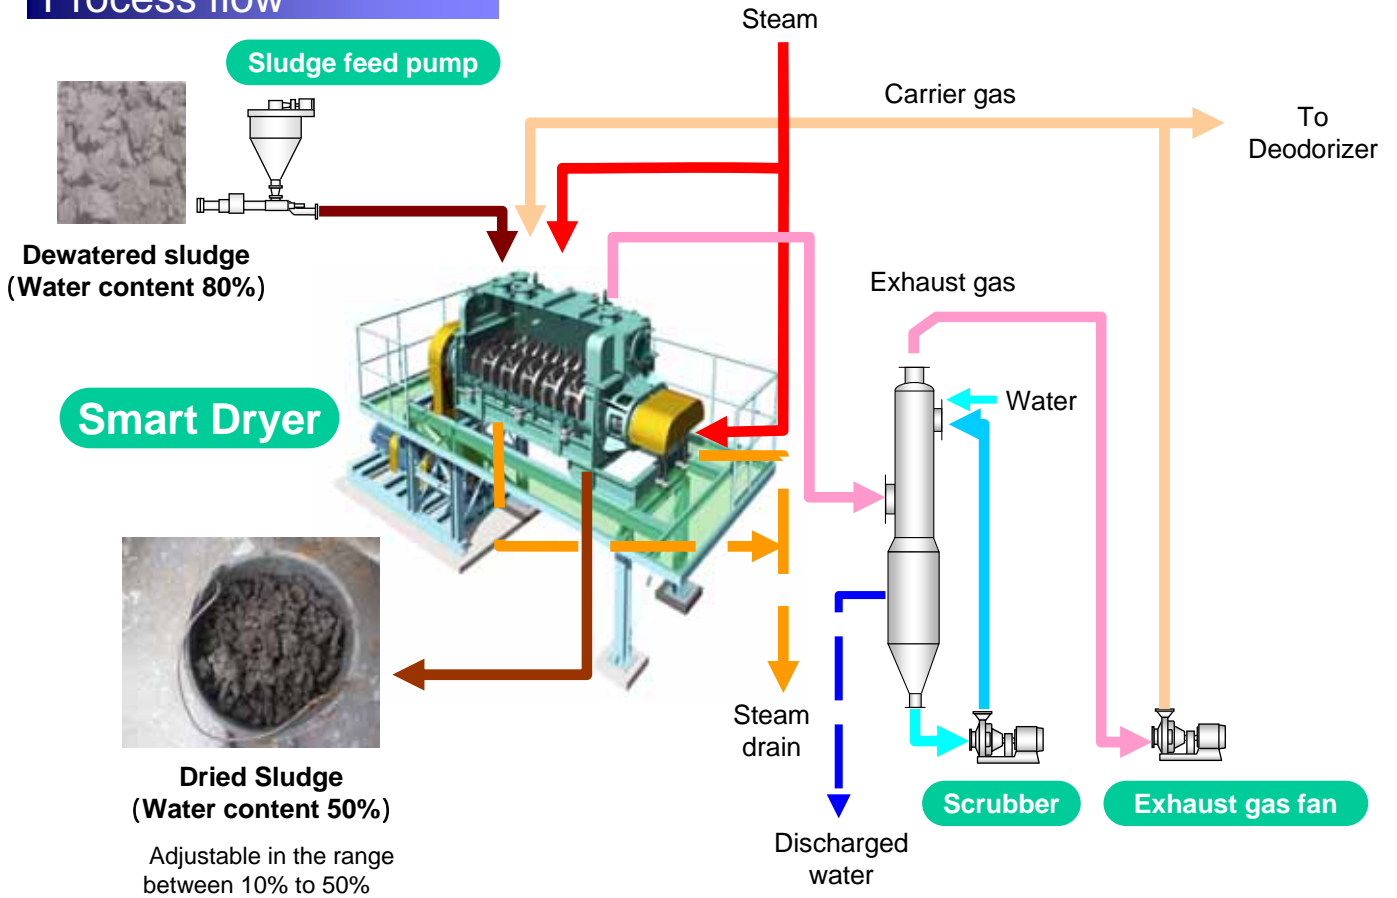 Process flow
Steam
Sludge feed pump
Carrier gas
To
Deodorizer
Dewatered sludge
(Water content 80%)
Exhaust gas
Smart Dryer
Water
Steam
drain
Dried Sludge
(Water content 50%)
Scrubber
Exhaust gas fan
Adjustable in the range
between 10% to 50%
Discharged
water